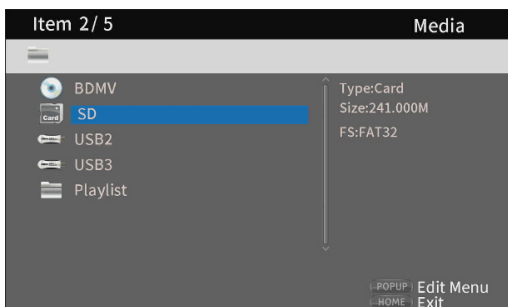 Item 2/ 5
Media
BDMV
SD
USB2
USB3
Playlist
Type:Card
Size:241.000M
FS:FAT32
POPUP Edit Menu
HOME Exit